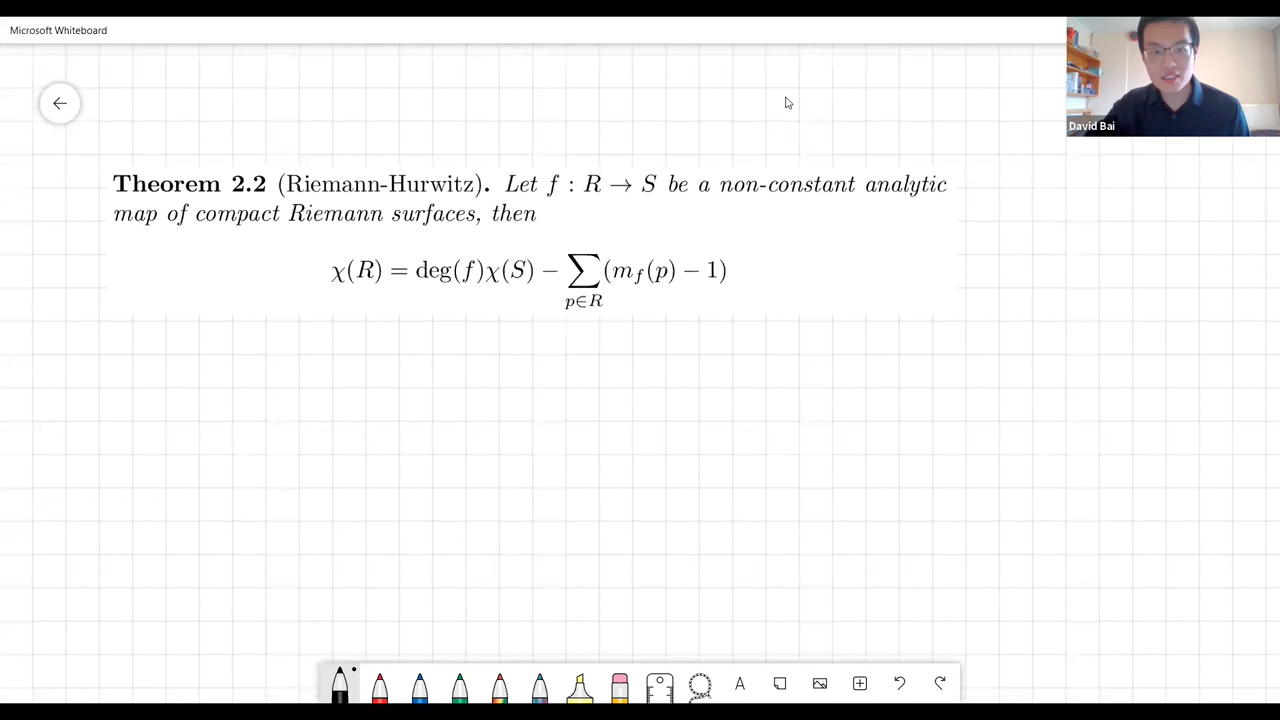 Microsoft Whiteboard
David Bai
Theorem 2.2 (Riemann-Hurwitz). Let f : R → S be a non-constant analytic
map of compact Riemann surfaces, then
χ(R) = deg(f)χ(S) − ∑(m_f(p) − 1)
p∈R
A